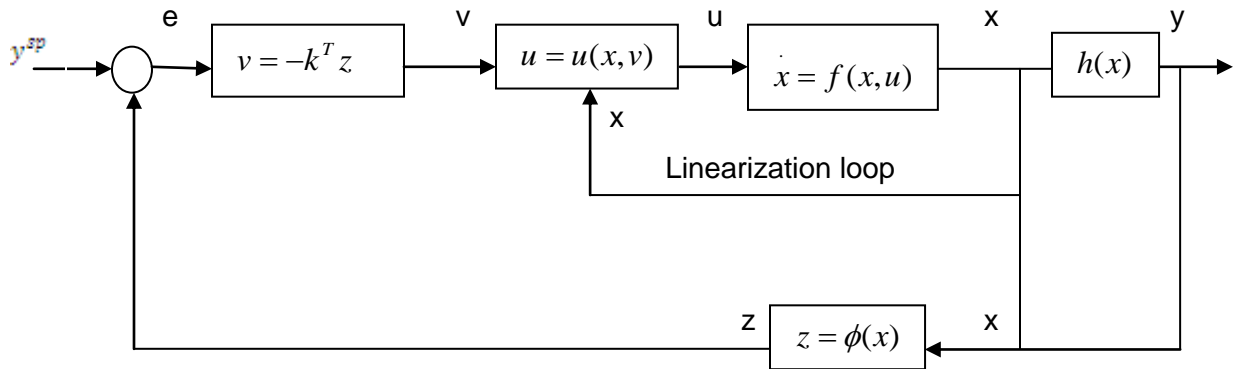 e v u x y
y^{sp}
v = −k^T z
u = u(x, v)
ẋ = f(x, u)
h(x)
x
Linearization loop
z
z = ϕ(x)
x